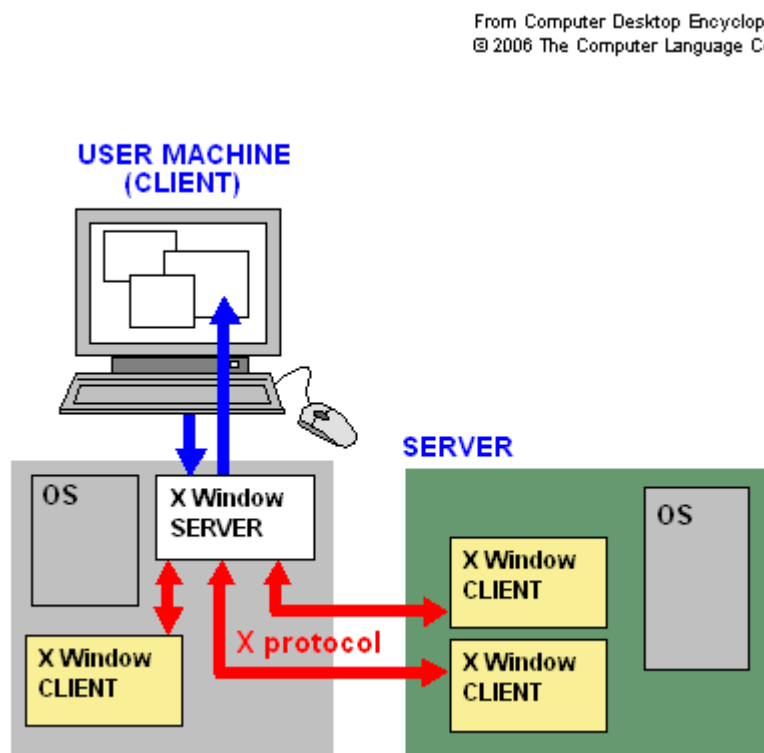 From Computer Desktop Encyclop
© 2006 The Computer Language C
USER MACHINE
(CLIENT)
SERVER
OS
X Window
SERVER
OS
X Window
CLIENT
X protocol
X Window
CLIENT
X Window
CLIENT